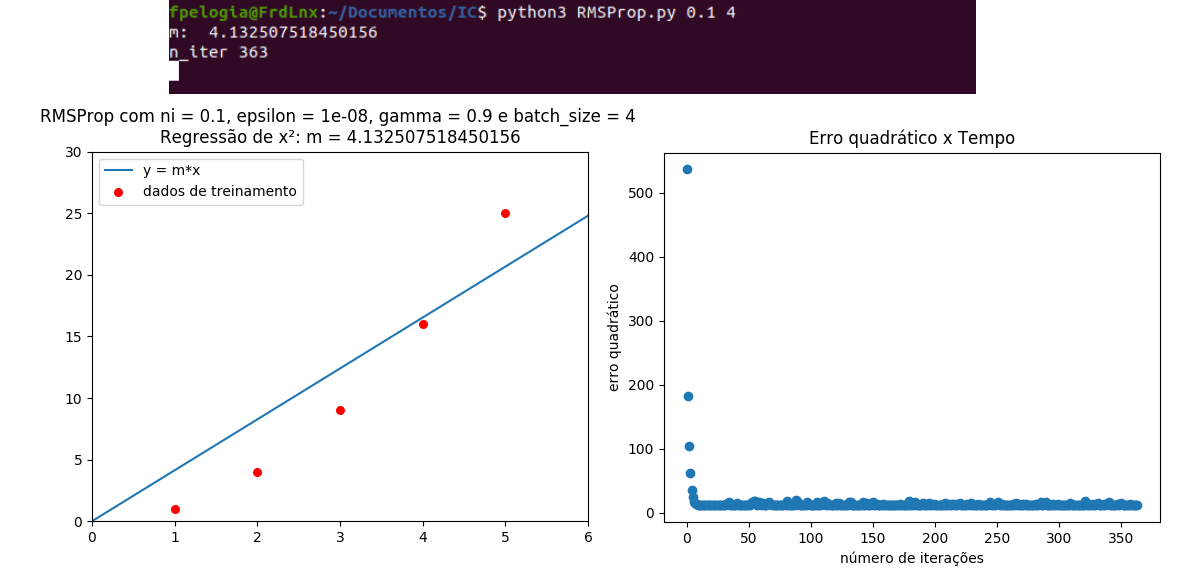 fpelogia@FrdLnx:~/Documentos/IC$ python3 RMSProp.py 0.1 4
m:  4.132507518450156
n_iter 363
RMSProp com ni = 0.1, epsilon = 1e-08, gamma = 0.9 e batch_size = 4
Regressão de x²: m = 4.132507518450156
y = m*x
dados de treinamento
30
25
20
15
10
5
0
0 1 2 3 4 5 6
Erro quadrático x Tempo
erro quadrático
500
400
300
200
100
0
0 50 100 150 200 250 300 350
número de iterações